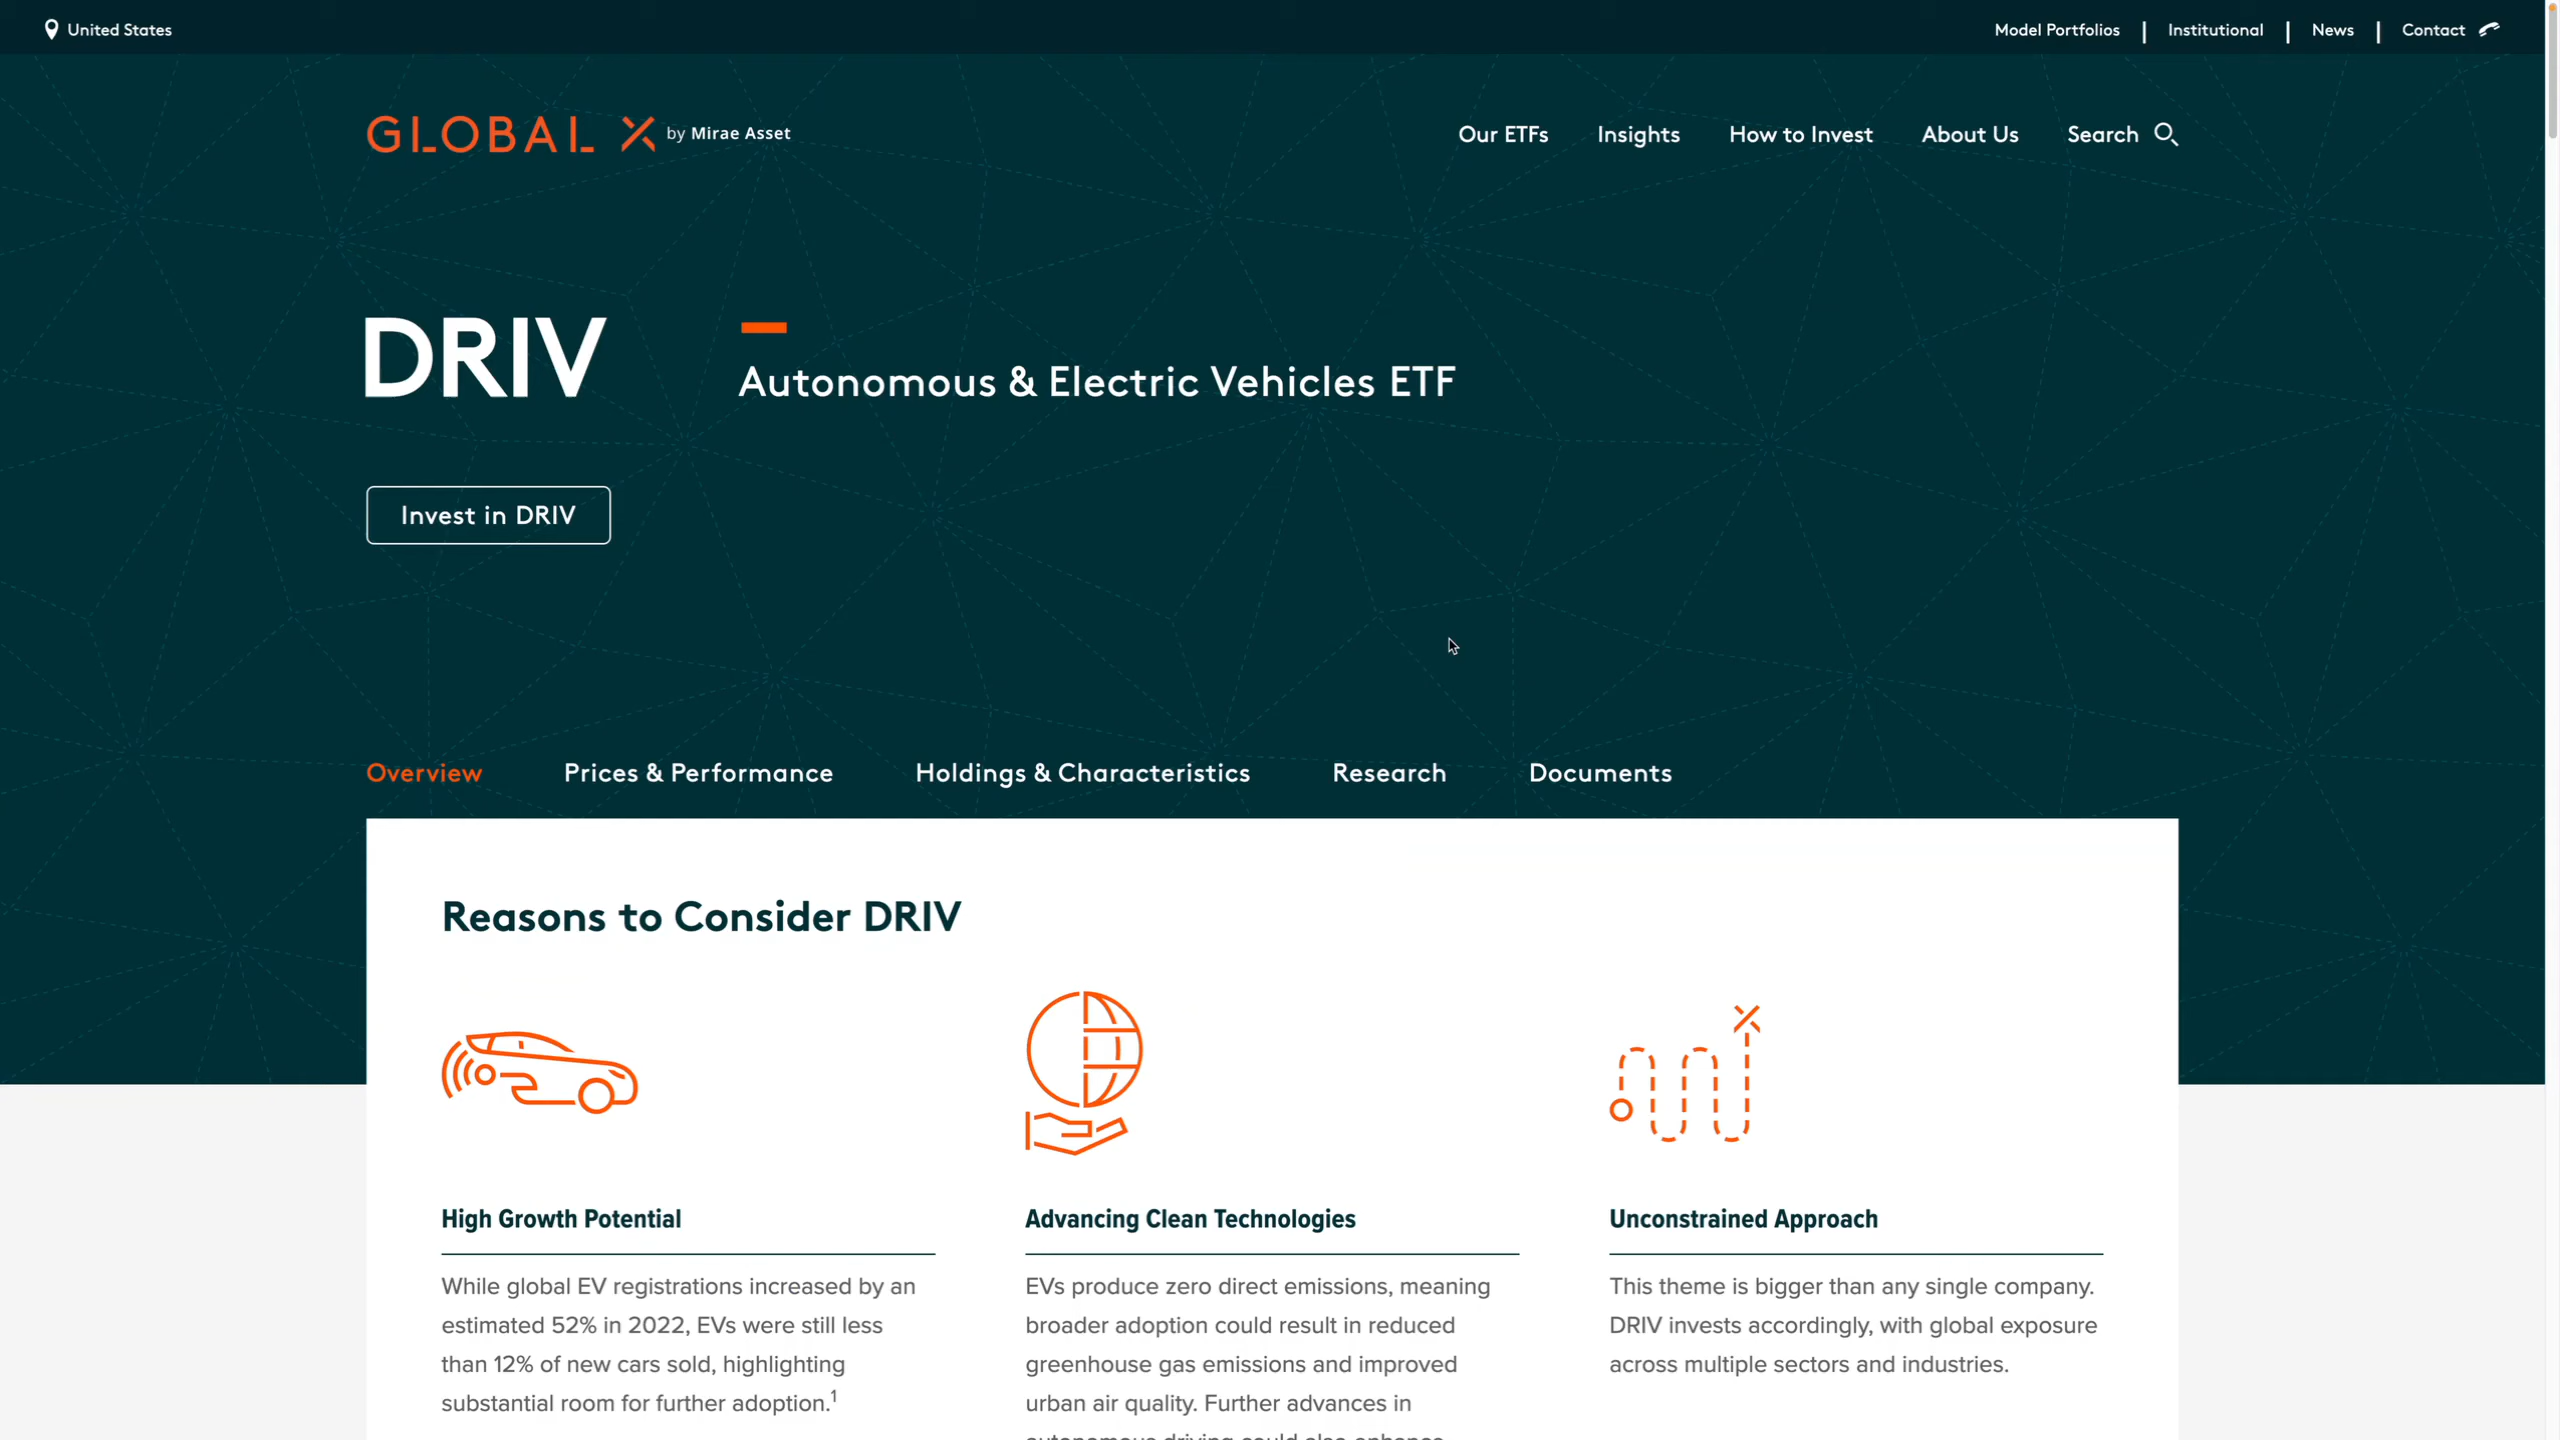 United States
Model Portfolios | Institutional | News | Contact
GLOBAL X by Mirae Asset
Our ETFs Insights How to Invest About Us Search
DRIV
Autonomous & Electric Vehicles ETF
Invest in DRIV
Overview Prices & Performance Holdings & Characteristics Research Documents
Reasons to Consider DRIV
High Growth Potential
While global EV registrations increased by an
estimated 52% in 2022, EVs were still less
than 12% of new cars sold, highlighting
substantial room for further adoption.1
Advancing Clean Technologies
EVs produce zero direct emissions, meaning
broader adoption could result in reduced
greenhouse gas emissions and improved
urban air quality. Further advances in
autonomous driving could also enhance
Unconstrained Approach
This theme is bigger than any single company.
DRIV invests accordingly, with global exposure
across multiple sectors and industries.